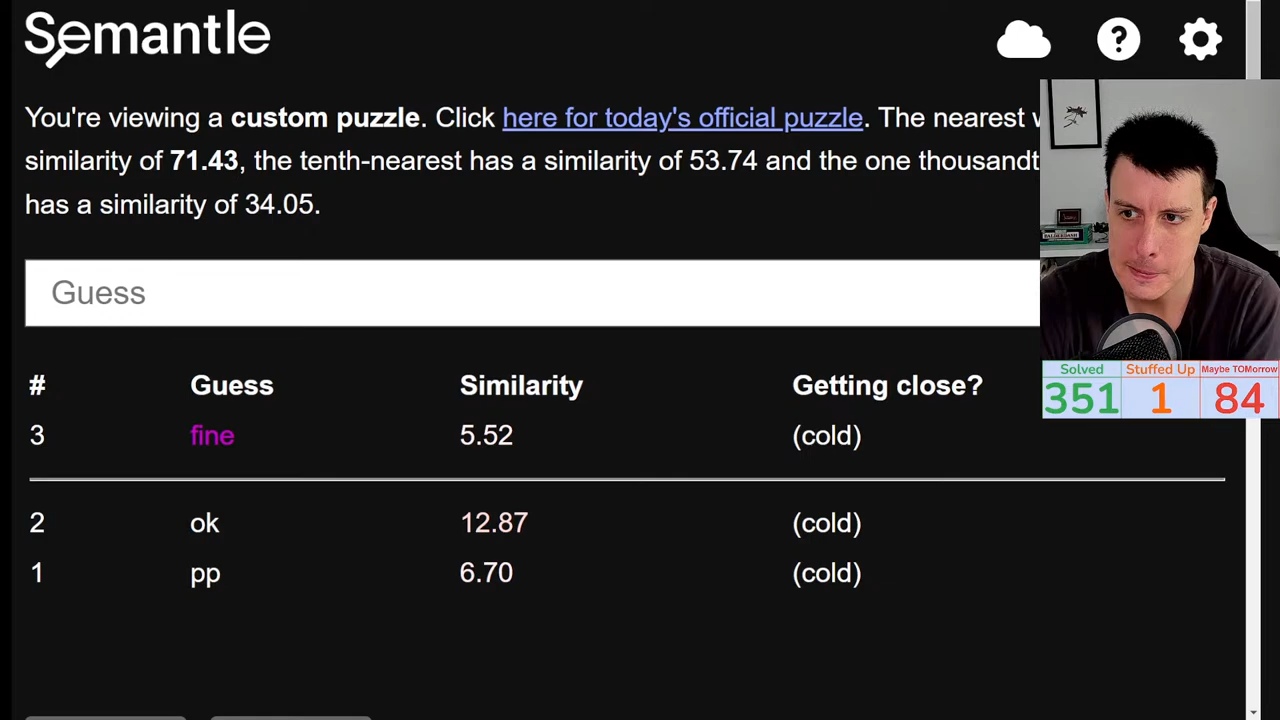 Semantle
You're viewing a custom puzzle. Click here for today's official puzzle. The nearest
similarity of 71.43, the tenth-nearest has a similarity of 53.74 and the one
has a similarity of 34.05.
Guess
# Guess Similarity Getting close?
3 fine 5.52 (cold)
2 ok 12.87 (cold)
1 pp 6.70 (cold)
Solved Stuffed Up Maybe TOMorrow
351 1 84